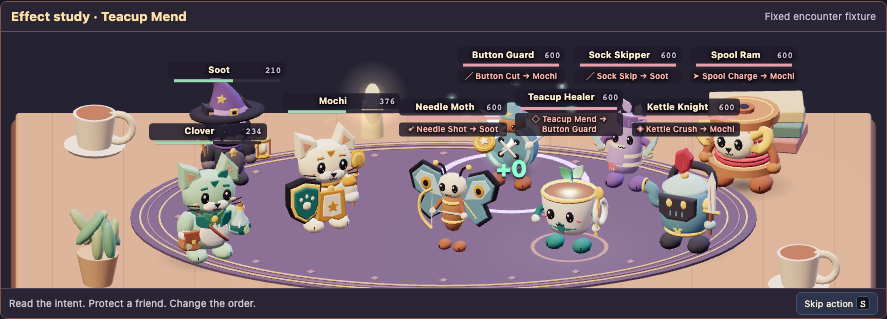 Effect study · Teacup Mend
Fixed encounter fixture
Button Guard 600
Button Cut → Mochi
Sock Skipper 600
Sock Skip → Soot
Spool Ram 600
Spool Charge → Mochi
Soot 210
Mochi 376
Clover 234
Needle Moth 600
Needle Shot → Soot
Teacup Healer 600
Teacup Mend →
Button Guard
Kettle Knight 600
Kettle Crush → Mochi
+0
Read the intent. Protect a friend. Change the order.
Skip action S